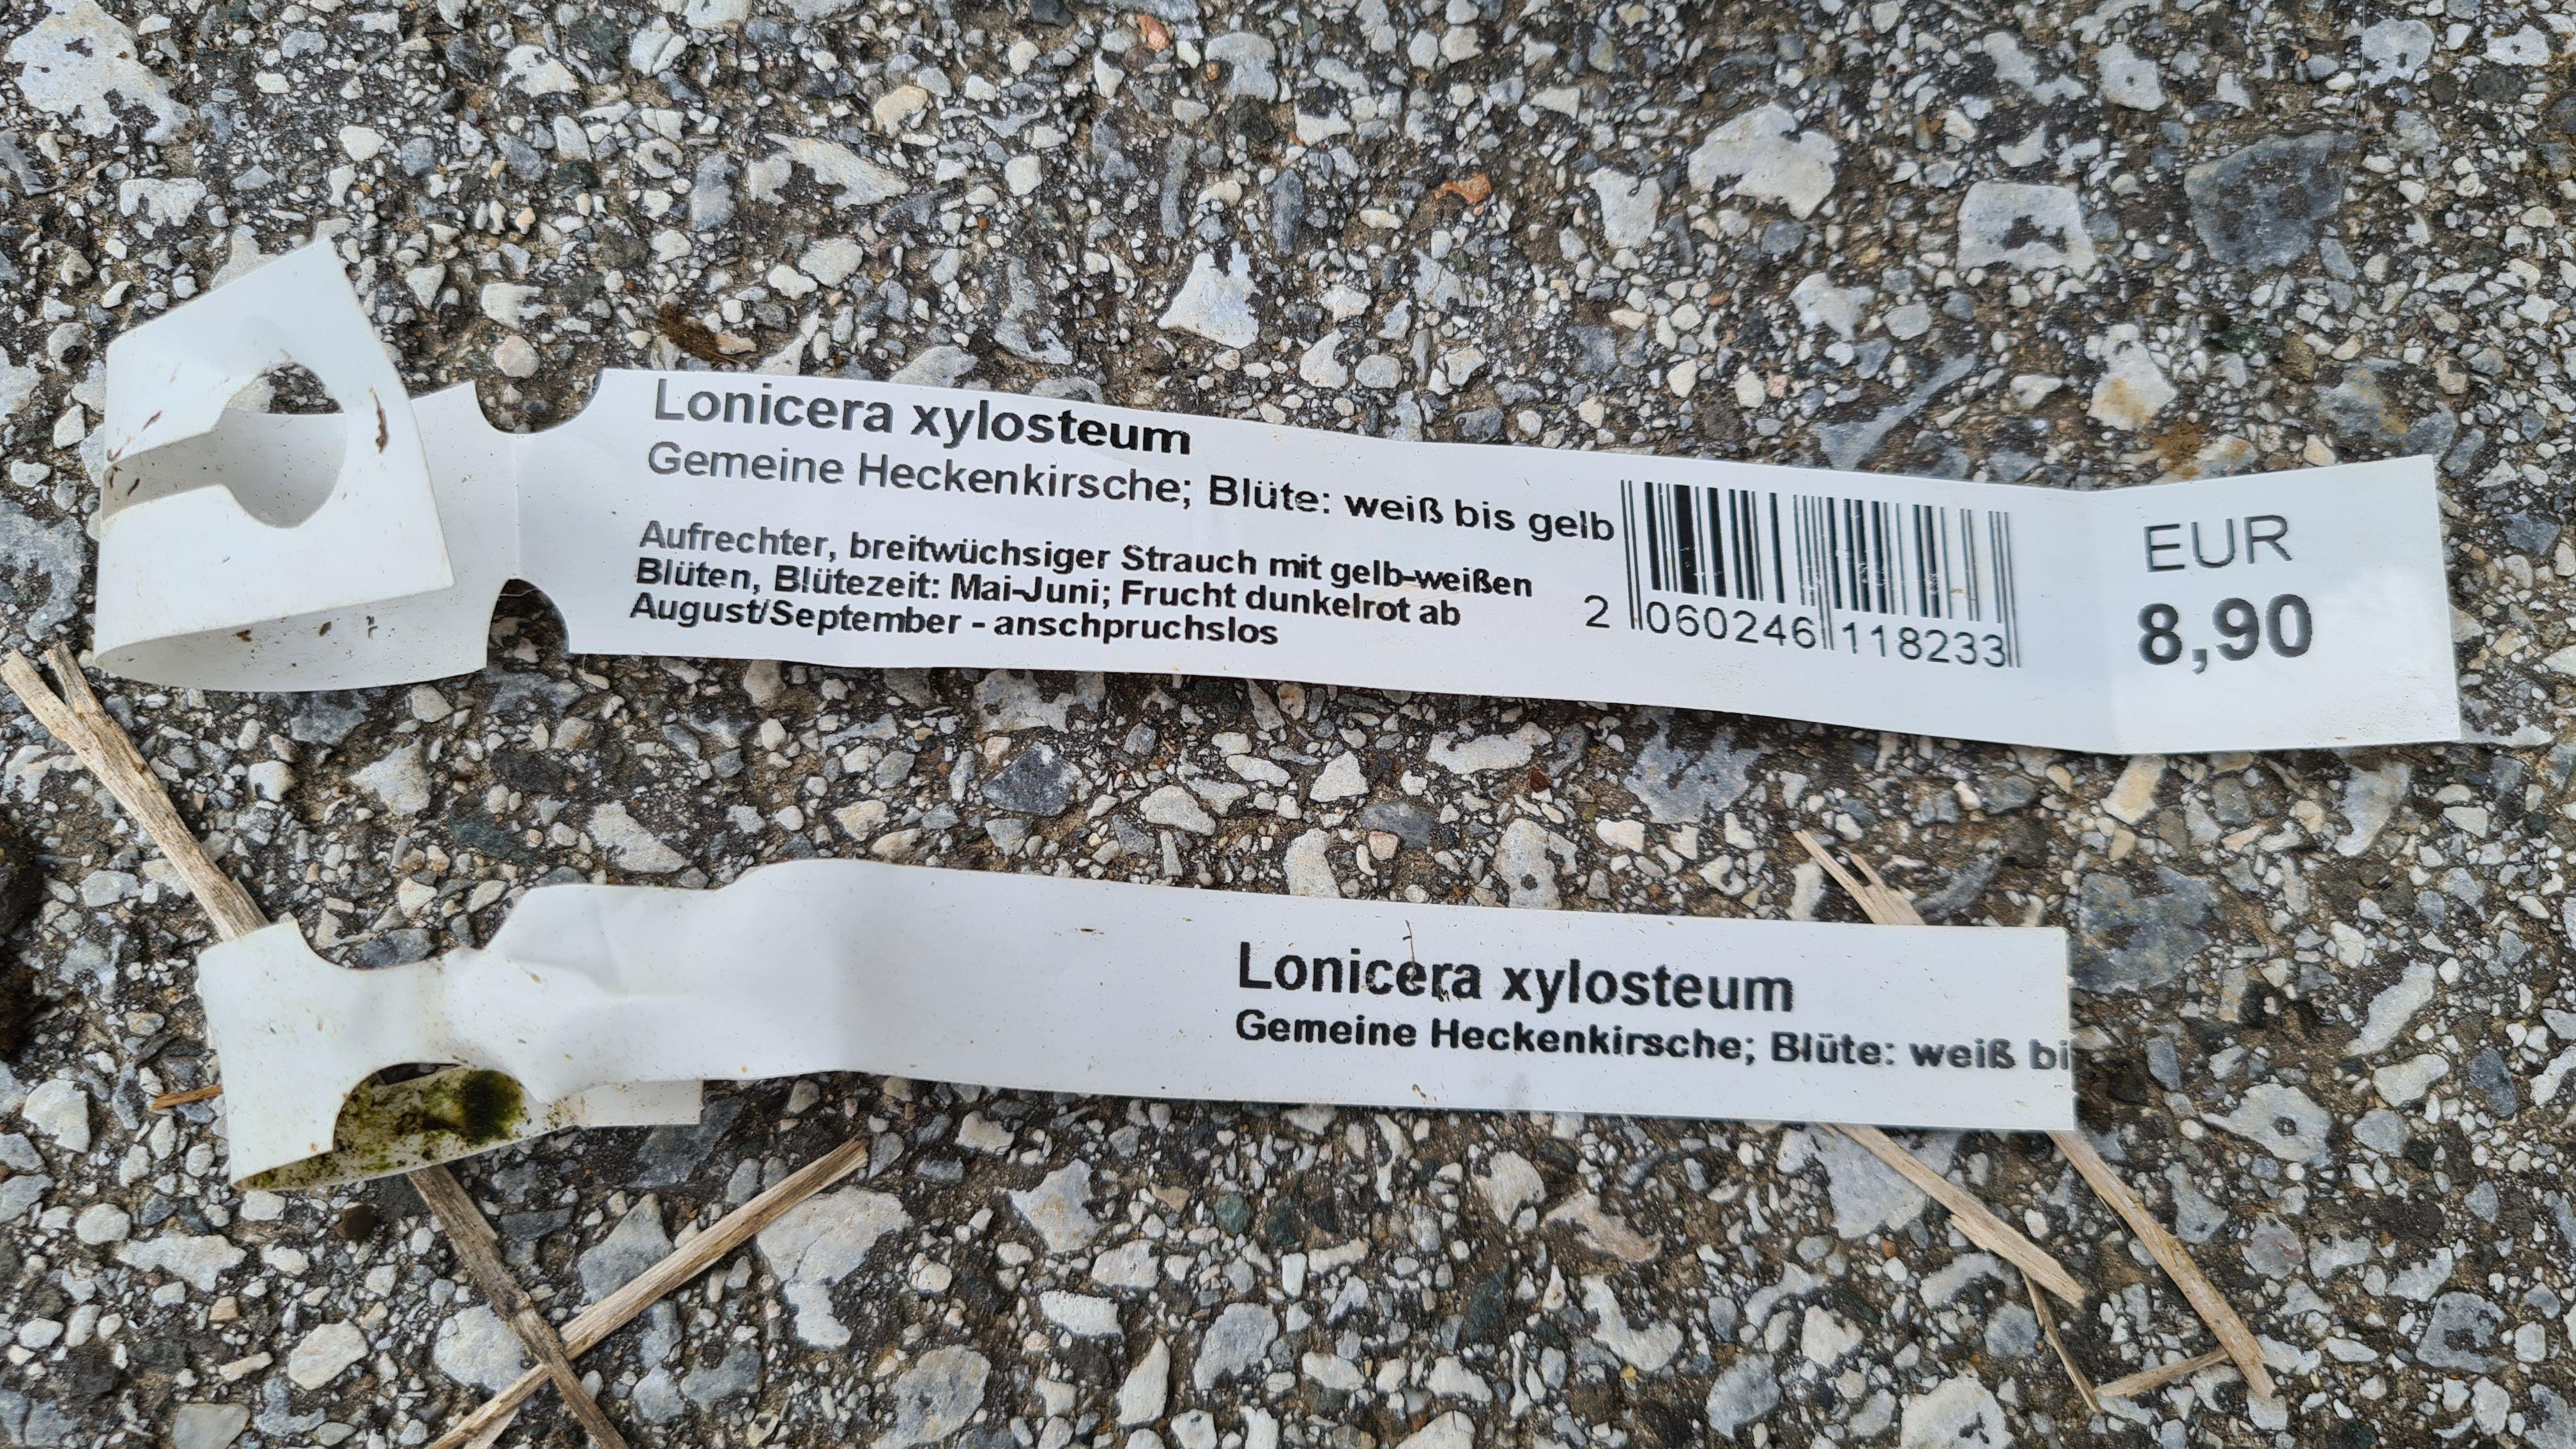 Lonicera xylosteum
Gemeine Heckenkirsche; Blüte: weiß bis gelb
Aufrechter, breitwüchsiger Strauch mit gelb-weißen
Blüten, Blütezeit: Mai-Juni; Frucht dunkelrot ab
August/September - anschpruchslos
2 060246 118233
EUR
8,90
Lonicera xylosteum
Gemeine Heckenkirsche; Blüte: weiß bi